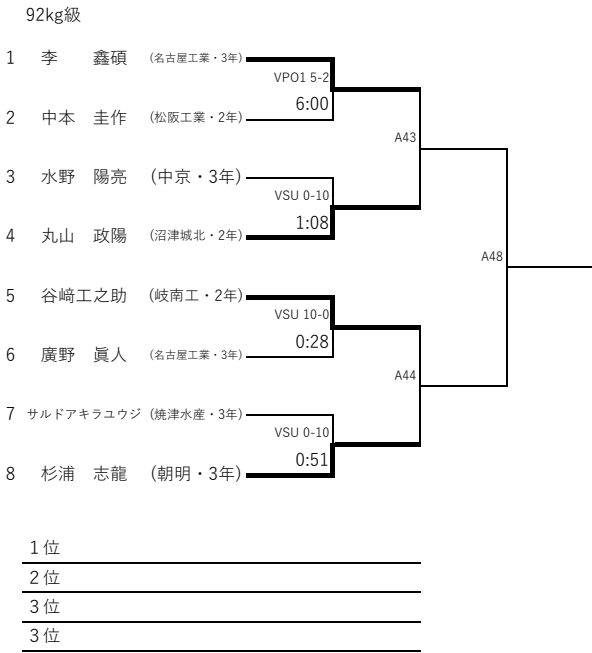 92kg級
1 李 鑫碩 (名古屋工業・3年)
VPO1 5-2
6:00
2 中本 圭作 (松阪工業・2年)
A43
3 水野 陽亮 (中京・3年)
VSU 0-10
1:08
4 丸山 政陽 (沼津城北・2年)
A48
5 谷﨑工之助 (岐南工・2年)
VSU 10-0
0:28
6 廣野 眞人 (名古屋工業・3年)
A44
7 サルドアキラユウジ (焼津水産・3年)
VSU 0-10
0:51
8 杉浦 志龍 (朝明・3年)
1位
2位
3位
3位